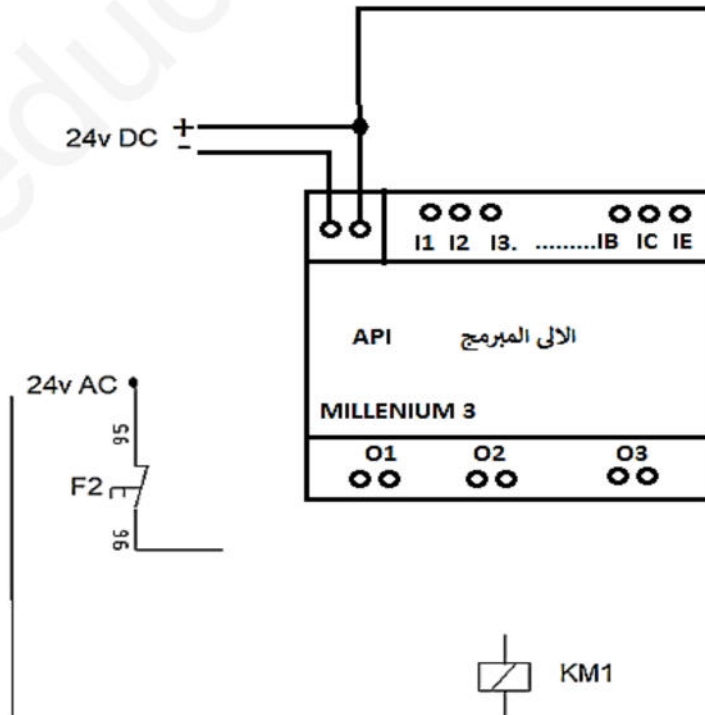 24v DC + -
I1 I2 I3. .........IB IC IE
API الالى المبرمج
24v AC
MILLENIUM 3
95
O1 O2 O3
F2
96
KM1